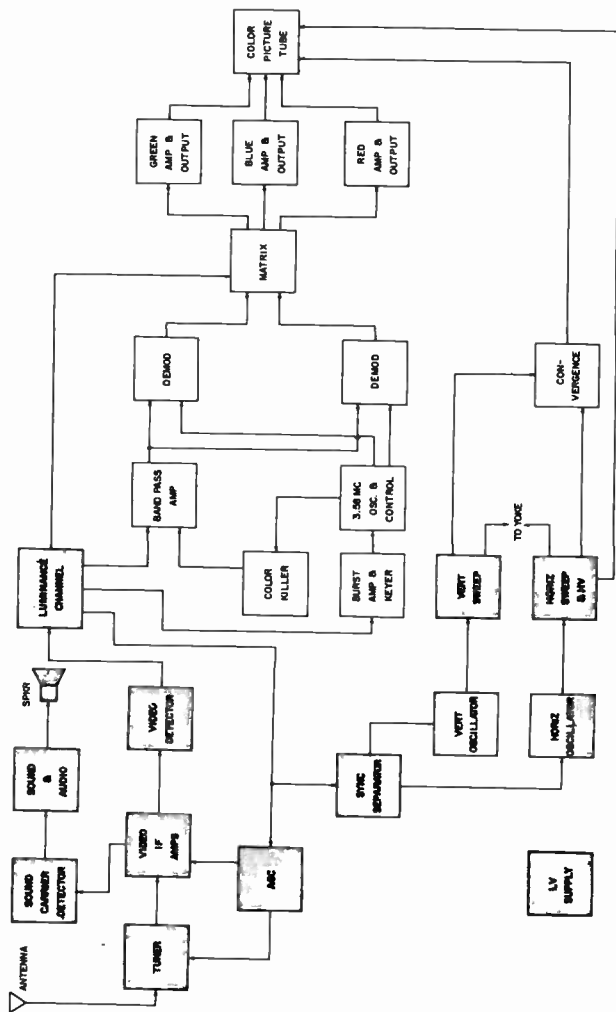 ANTENNA
TUNER
SOUND
CARRIER
DETECTOR
SOUND
&
AUDIO
SPKR
VIDEO
IF
AMPS
VIDEO
DETECTOR
AGC
LUMINANCE
CHANNEL
BAND PASS
AMP
COLOR
KILLER
BURST
AMP &
KEYER
3.58 MC
OSC. &
CONTROL
DEMOD
DEMOD
MATRIX
GREEN
AMP &
OUTPUT
BLUE
AMP &
OUTPUT
RED
AMP &
OUTPUT
COLOR
PICTURE
TUBE
SYNC
SEPARATOR
VERT
OSCILLATOR
VERT
SWEEP
TO YOKE
HORIZ
OSCILLATOR
HORIZ
SWEEP
& HV
CON-
VERGENCE
LV
SUPPLY